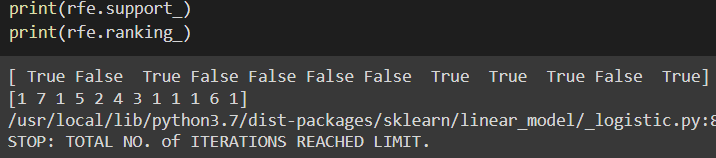 print(rfe.support_)
print(rfe.ranking_)
[ True False  True False False False False  True  True  True False  True]
[1 7 1 5 2 4 3 1 1 1 6 1]
/usr/local/lib/python3.7/dist-packages/sklearn/linear_model/_logistic.py:8
STOP: TOTAL NO. of ITERATIONS REACHED LIMIT.